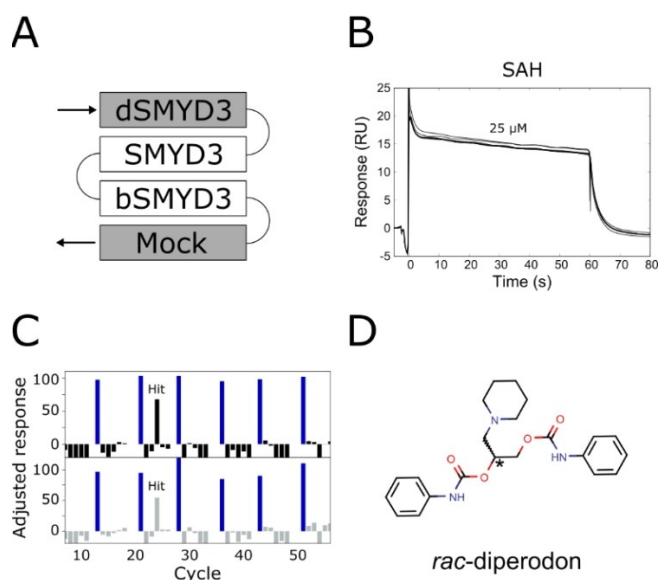 A
dSMYD3
SMYD3
bSMYD3
Mock
B
SAH
25 µM
Response (RU)
25
20
15
10
5
0
-5
0 10 20 30 40 50 60 70 80
Time (s)
C
Adjusted response
100
50
0
Hit
100
50
0
Hit
10 20 30 40 50
Cycle
D
N
O
O
NH
O
O
NH
*
rac-diperodon